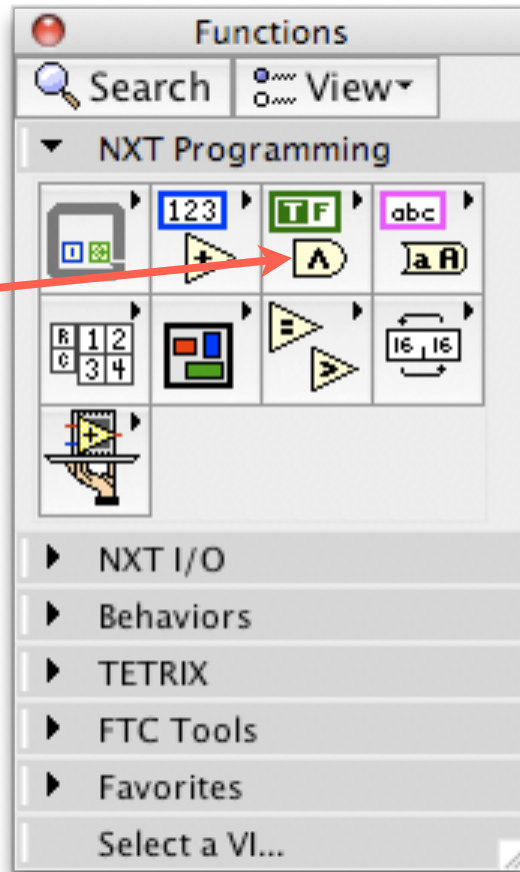 Functions
Search View
NXT Programming
123 TF abc
+ Λ a A
R 1 2 = 16 16
C 3 4 >
+
NXT I/O
Behaviors
TETRIX
FTC Tools
Favorites
Select a VI...